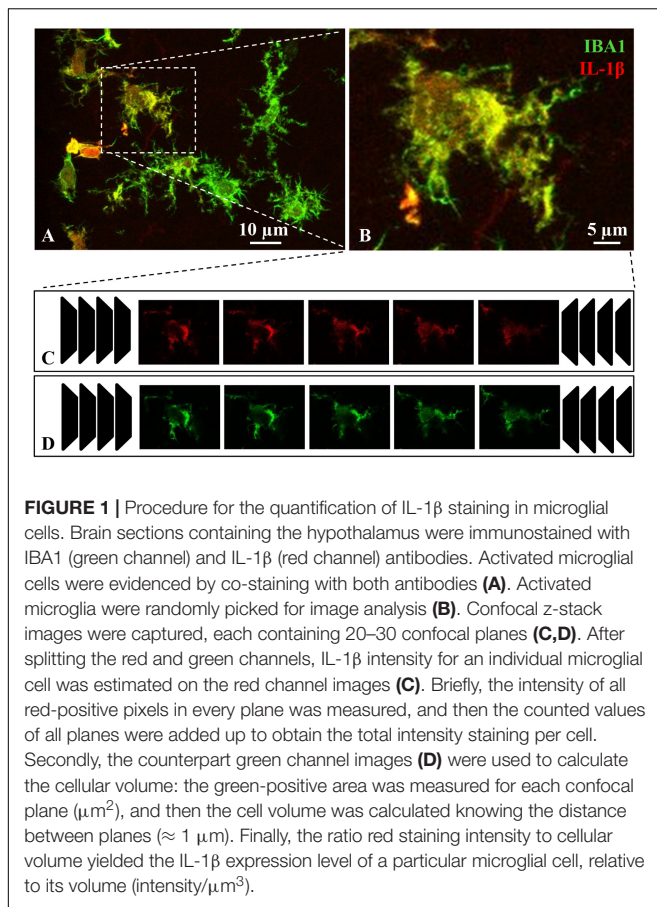 IBA1
IL-1β
A
10 µm
B
5 µm
C
D
FIGURE 1 | Procedure for the quantification of IL-1β staining in microglial
cells. Brain sections containing the hypothalamus were immunostained with
IBA1 (green channel) and IL-1β (red channel) antibodies. Activated microglial
cells were evidenced by co-staining with both antibodies (A). Activated
microglia were randomly picked for image analysis (B). Confocal z-stack
images were captured, each containing 20–30 confocal planes (C,D). After
splitting the red and green channels, IL-1β intensity for an individual microglial
cell was estimated on the red channel images (C). Briefly, the intensity of all
red-positive pixels in every plane was measured, and then the counted values
of all planes were added up to obtain the total intensity staining per cell.
Secondly, the counterpart green channel images (D) were used to calculate
the cellular volume: the green-positive area was measured for each confocal
plane (µm²), and then the cell volume was calculated knowing the distance
between planes (≈ 1 µm). Finally, the ratio red staining intensity to cellular
volume yielded the IL-1β expression level of a particular microglial cell, relative
to its volume (intensity/µm³).